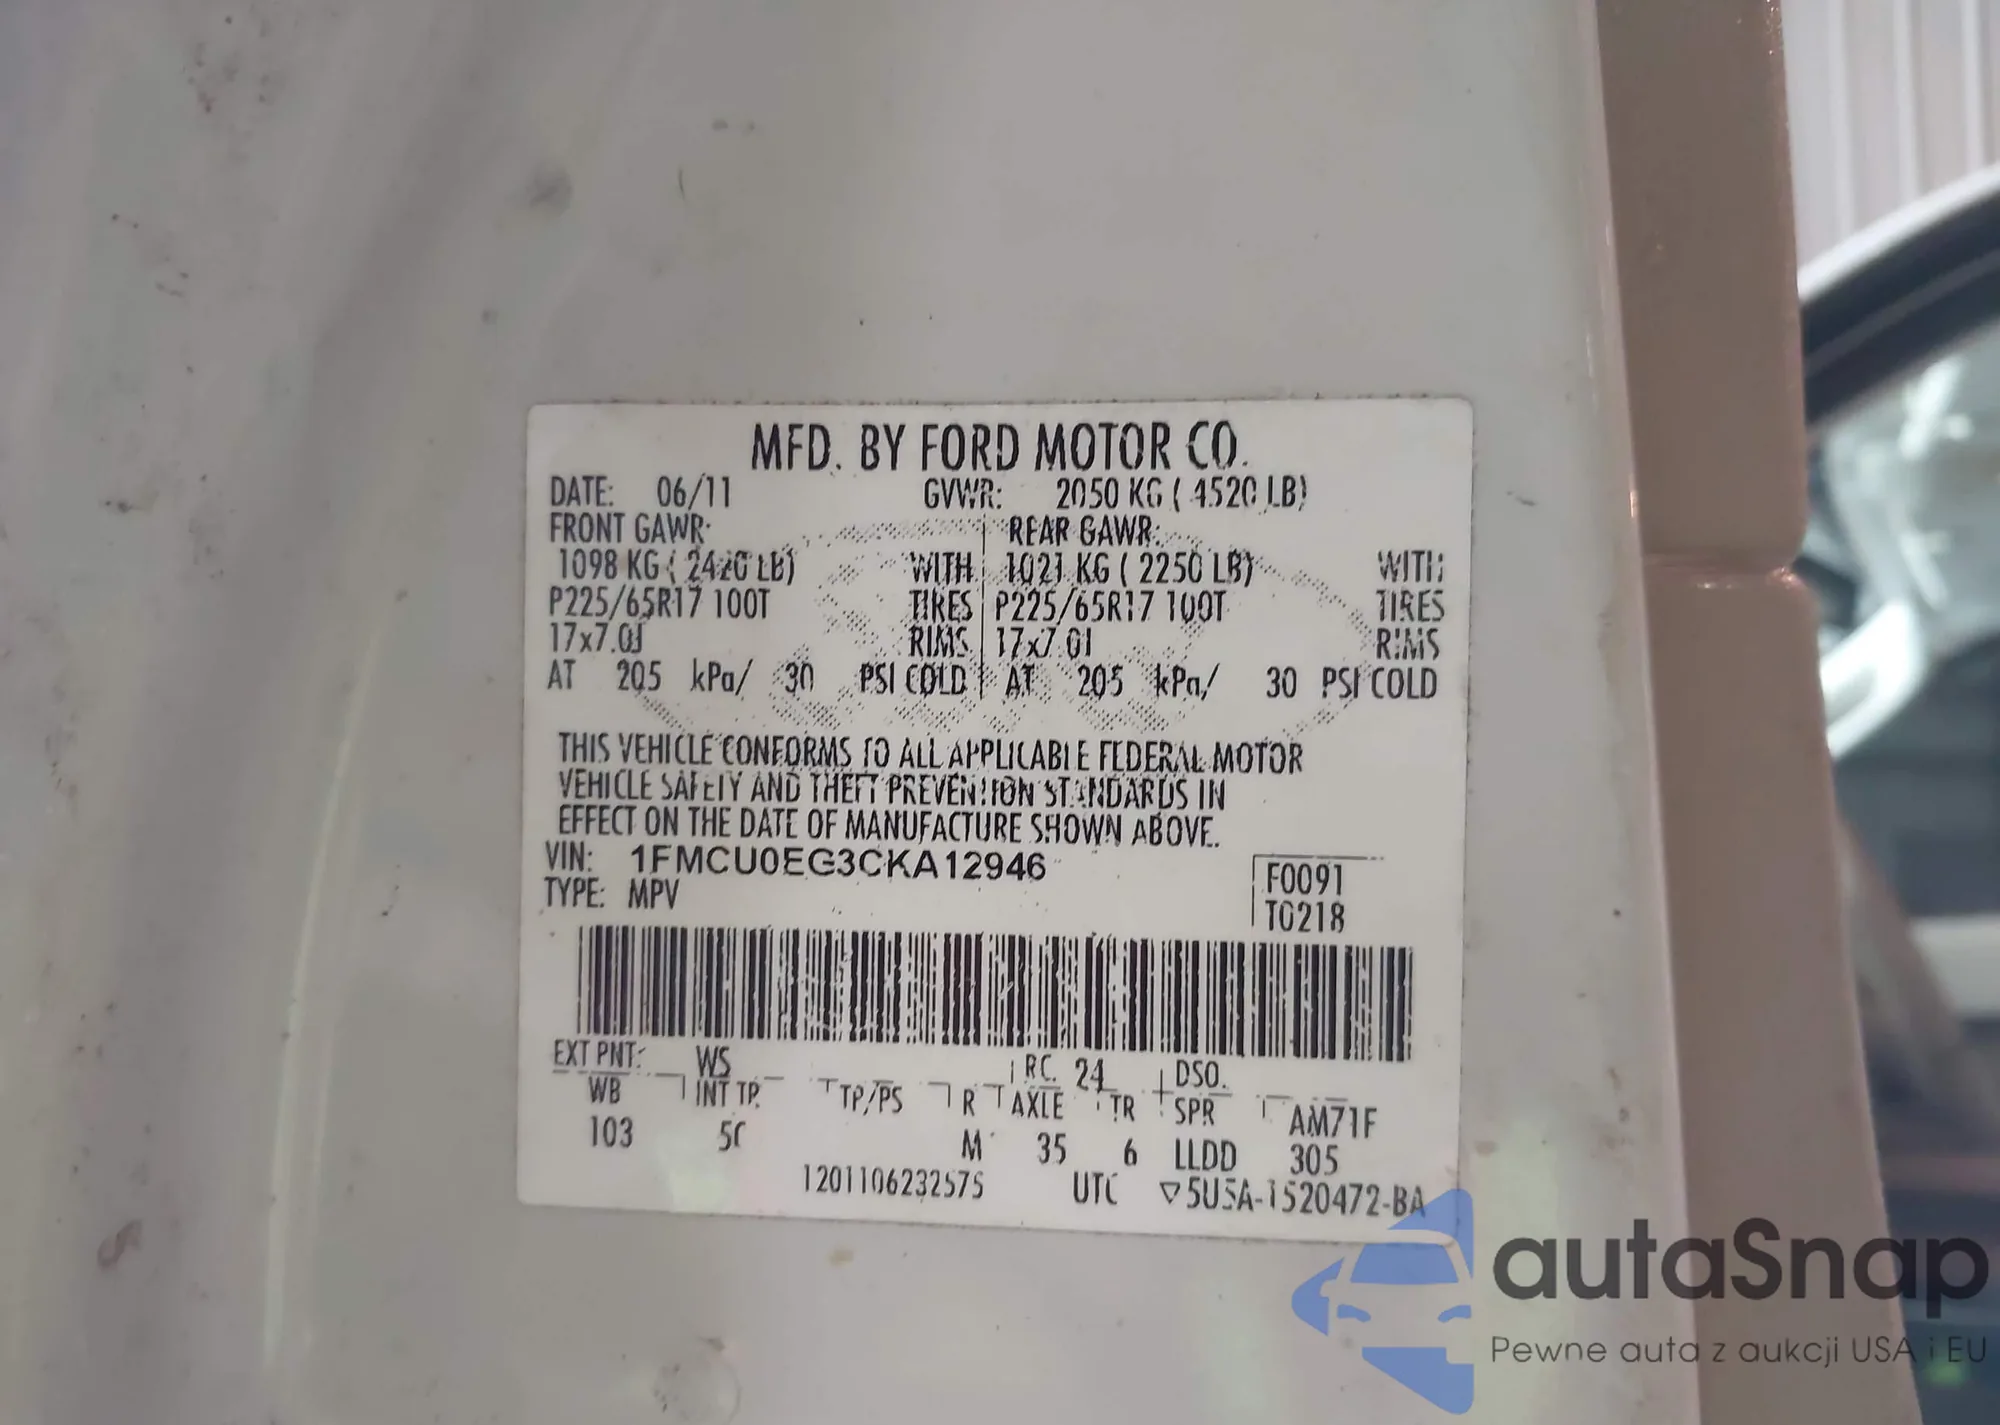 MFD. BY FORD MOTOR CO.
DATE: 06/11 GVWR: 2050 KG ( 4520 LB)
FRONT GAWR: REAR GAWR:
1098 KG ( 2420 LB) WITH 1021 KG ( 2250 LB) WITH
P225/65R17 100T TIRES P225/65R17 100T TIRES
17x7.0J RIMS 17x7.0J RIMS
AT 205 kPa/ 30 PSI COLD AT 205 kPa/ 30 PSI COLD
THIS VEHICLE CONFORMS TO ALL APPLICABLE FEDERAL MOTOR
VEHICLE SAFETY AND THEFT PREVENTION STANDARDS IN
EFFECT ON THE DATE OF MANUFACTURE SHOWN ABOVE.
VIN: 1FMCU0EG3CKA12946
TYPE: MPV
F0091
T0218
EXT PNT: WS RC: 24 DSO:
WB INT TR TP/PS R AXLE TR SPR AM71F
103 M 35 6 LLDD 305
UTC ▽5U5A-1520472-BA
autaSnap
Pewne auta z aukcji USA i EU